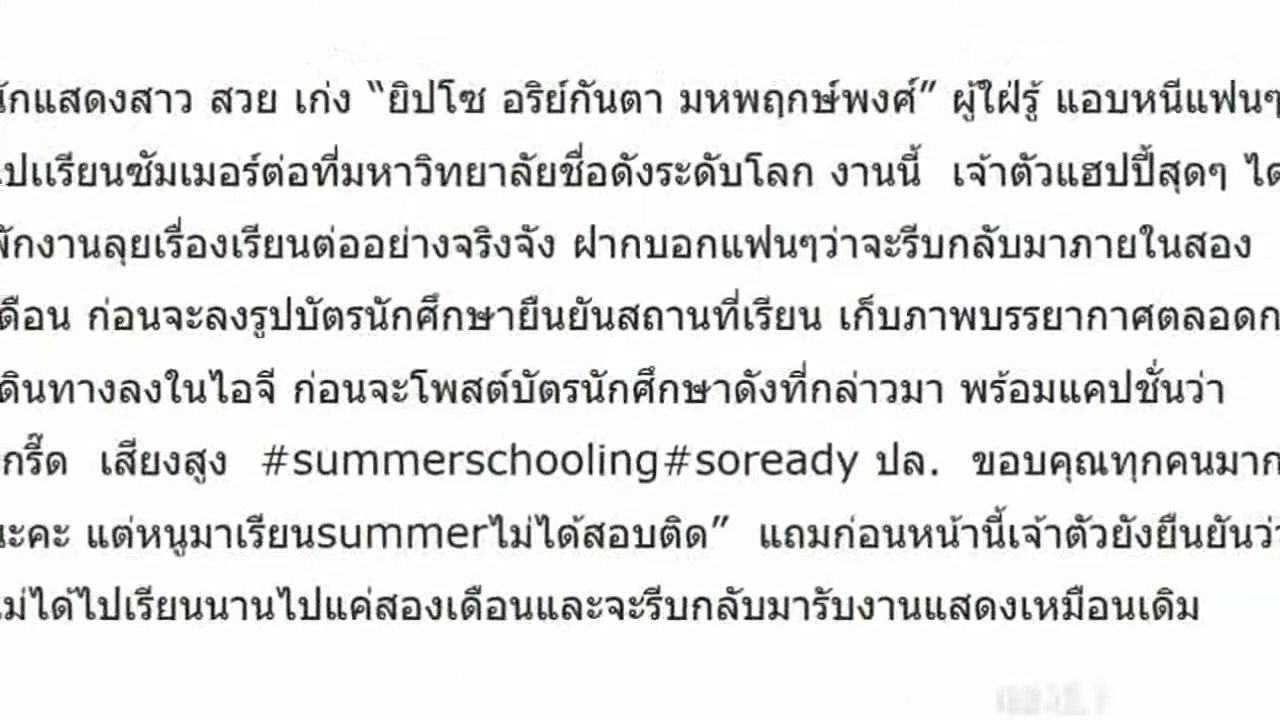 นักแสดงสาว สวย เก่ง “ยิปโซ อริย์กันตา มหพฤกษ์พงศ์” ผู้ใฝ่รู้ แอบหนีแฟนๆ
ไปเเรียนซัมเมอร์ต่อที่มหาวิทยาลัยชื่อดังระดับโลก งานนี้ เจ้าตัวแฮปปี้สุดๆ ได้
พักงานลุยเรื่องเรียนต่ออย่างจริงจัง ฝากบอกแฟนๆว่าจะรีบกลับมาภายในสอง
เดือน ก่อนจะลงรูปบัตรนักศึกษายืนยันสถานที่เรียน เก็บภาพบรรยากาศตลอดก
เดินทางลงในไอจี ก่อนจะโพสต์บัตรนักศึกษาดังที่กล่าวมา พร้อมแคปชั่นว่า
กรี๊ด เสียงสูง #summerschooling#soready ปล. ขอบคุณทุกคนมาก
นะคะ แต่หนูมาเรียนsummerไม่ได้สอบติด” แถมก่อนหน้านี้เจ้าตัวยังยืนยันว่า
ไม่ได้ไปเรียนนานไปแค่สองเดือนและจะรีบกลับมารับงานแสดงเหมือนเดิม